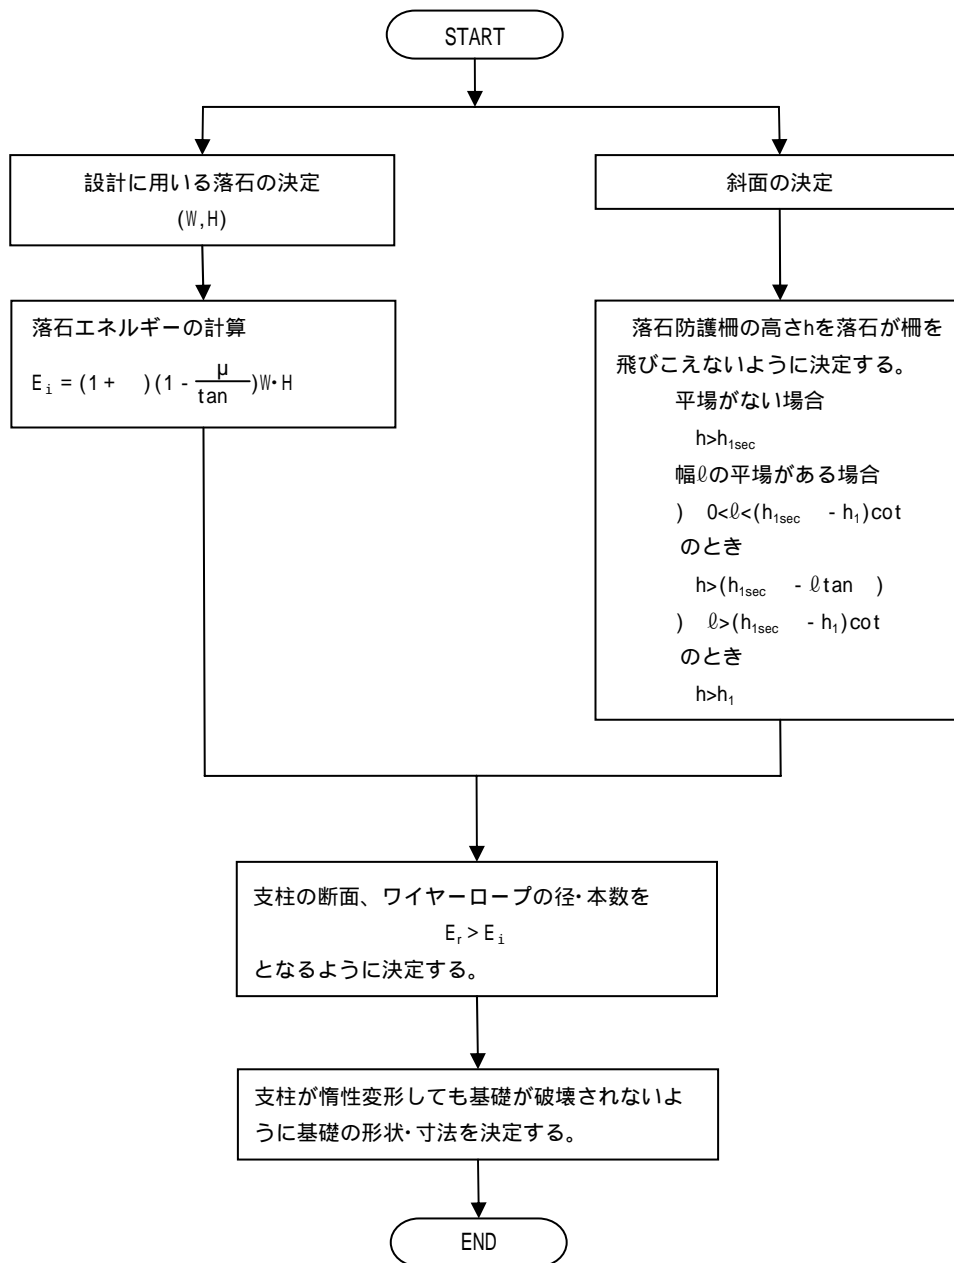 START
設計に用いる落石の決定
(W,H)
落石エネルギーの計算
Ei = (1 + )(1 - μ/tan )W・H
斜面の決定
落石防護柵の高さhを落石が柵を
飛びこえないように決定する。
平場がない場合
h>h1sec
幅ℓの平場がある場合
) 0<ℓ<(h1sec - h1)cot
のとき
h>(h1sec - ℓtan )
) ℓ>(h1sec - h1)cot
のとき
h>h1
支柱の断面、ワイヤーロープの径・本数を
Er > Ei
となるように決定する。
支柱が惰性変形しても基礎が破壊されないよ
うに基礎の形状・寸法を決定する。
END